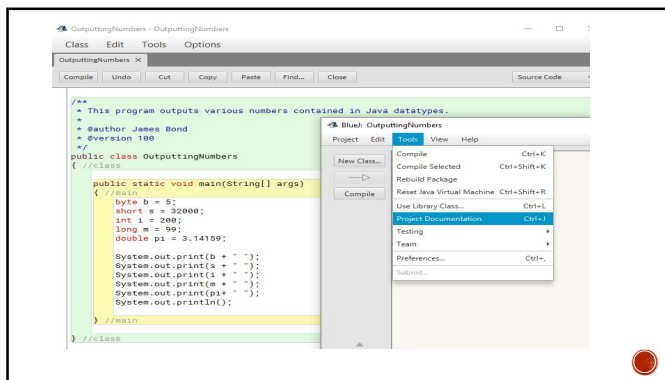 OutputtingNumbers - OutputtingNumbers
Class Edit Tools Options
OutputtingNumbers X
Compile Undo Cut Copy Paste Find... Close Source Code
/**
* This program outputs various numbers contained in Java datatypes.
*
* @author James Bond
* @version 100
*/
public class OutputtingNumbers
{ //class
public static void main(String[] args)
{ //main
byte b = 5;
short s = 32000;
int i = 200;
long m = 99;
double pi = 3.14159;
System.out.print(b + " ");
System.out.print(s + " ");
System.out.print(i + " ");
System.out.print(m + " ");
System.out.print(pi+ " ");
System.out.println();
} //main
} //class
BlueJ: OutputtingNumbers
Project Edit Tools View Help
New Class...
Compile
Compile Ctrl+K
Compile Selected Ctrl+Shift+K
Rebuild Package
Reset Java Virtual Machine Ctrl+Shift+R
Use Library Class... Ctrl+L
Project Documentation Ctrl+J
Testing
Team
Preferences... Ctrl+,
Submit...